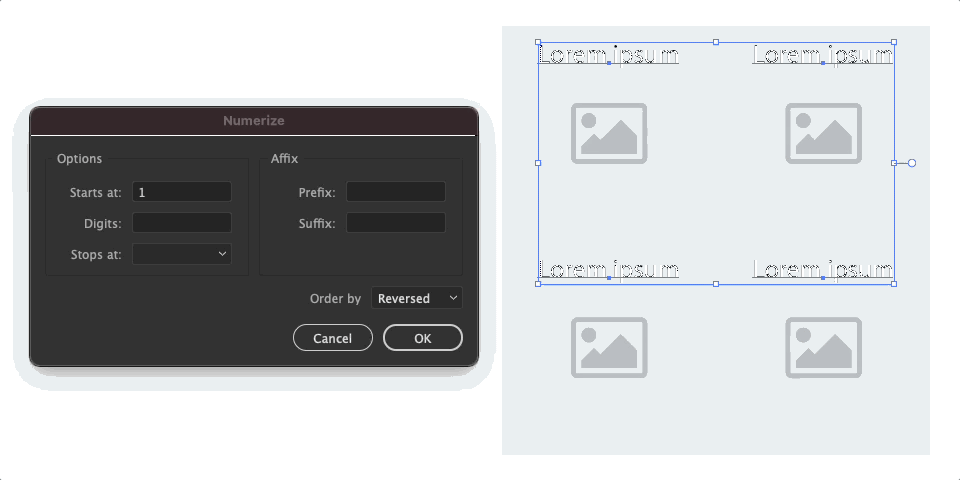 Numerize
Options
Starts at: 1
Digits:
Stops at:
Affix
Prefix:
Suffix:
Order by Reversed
Cancel OK
Lorem ipsum Lorem ipsum
Lorem ipsum Lorem ipsum